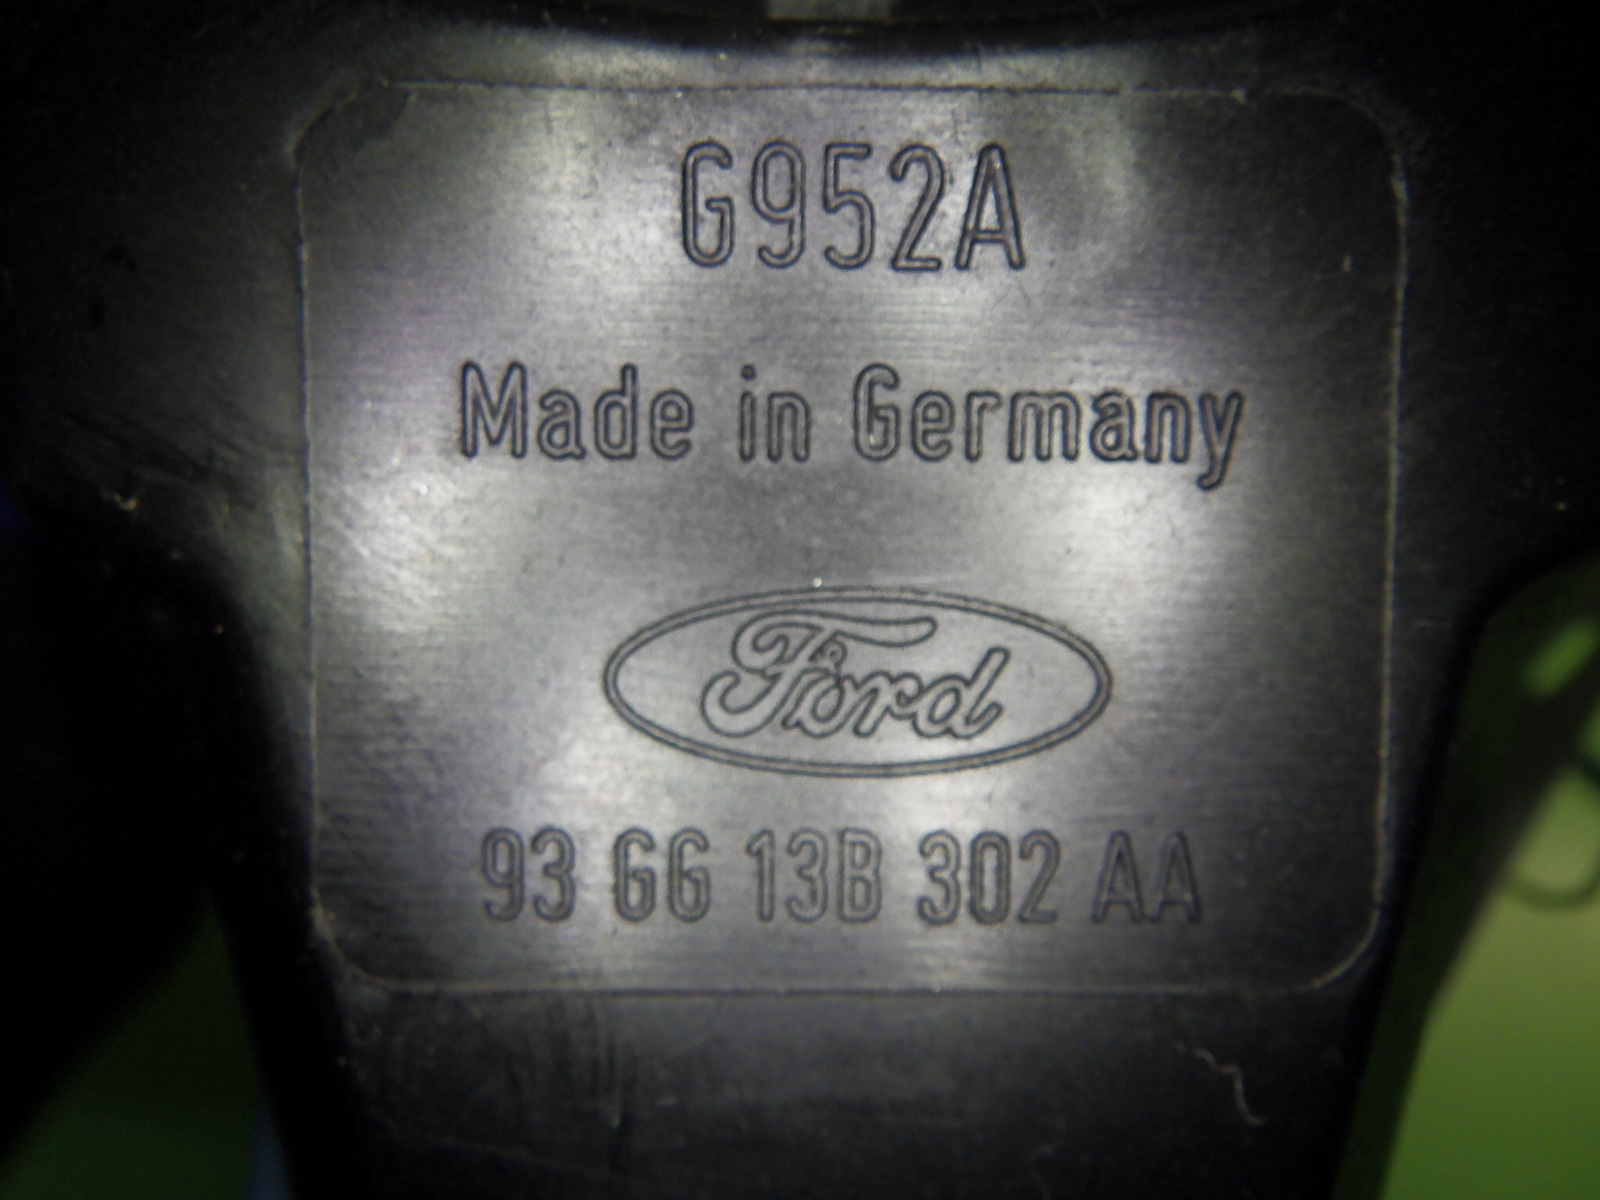 G952A
Made in Germany
Ford
93 GG 13B 302 AA